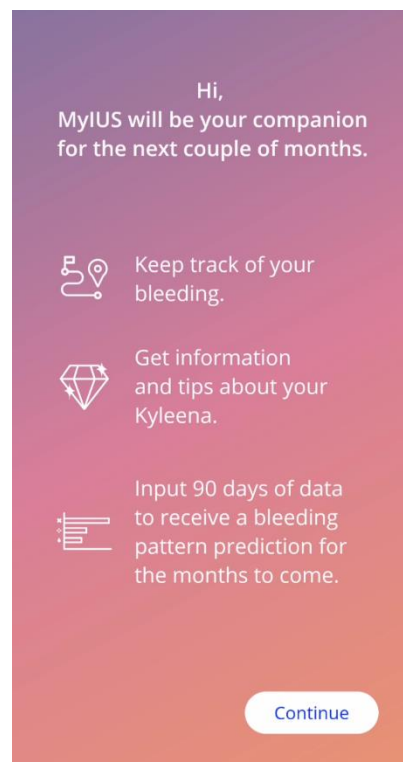 Hi,
MyIUS will be your companion
for the next couple of months.
Keep track of your
bleeding.
Get information
and tips about your
Kyleena.
Input 90 days of data
to receive a bleeding
pattern prediction for
the months to come.
Continue